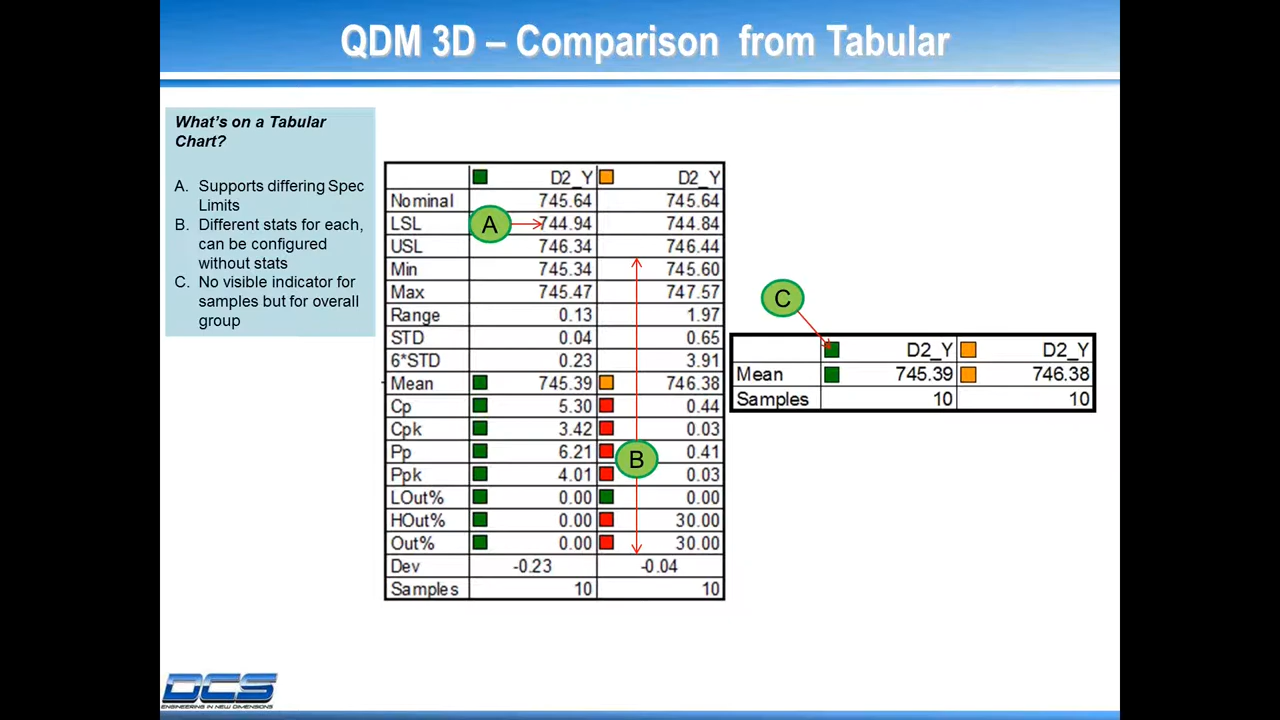 QDM 3D – Comparison from Tabular
What's on a Tabular
Chart?
A. Supports differing Spec
Limits
B. Different stats for each,
can be configured
without stats
C. No visible indicator for
samples but for overall
group
D2_Y D2_Y
Nominal 745.64 745.64
LSL 744.94 744.84
USL 746.34 746.44
Min 745.34 745.60
Max 745.47 747.57
Range 0.13 1.97
STD 0.04 0.65
6*STD 0.23 3.91
Mean 745.39 746.38
Cp 5.30 0.44
Cpk 3.42 0.03
Pp 6.21 0.41
Ppk 4.01 0.03
LOut% 0.00 0.00
HOut% 0.00 30.00
Out% 0.00 30.00
Dev -0.23 -0.04
Samples 10 10
A
B
C
D2_Y D2_Y
Mean 745.39 746.38
Samples 10 10
DCS
ENGINEERING IN NEW DIMENSIONS